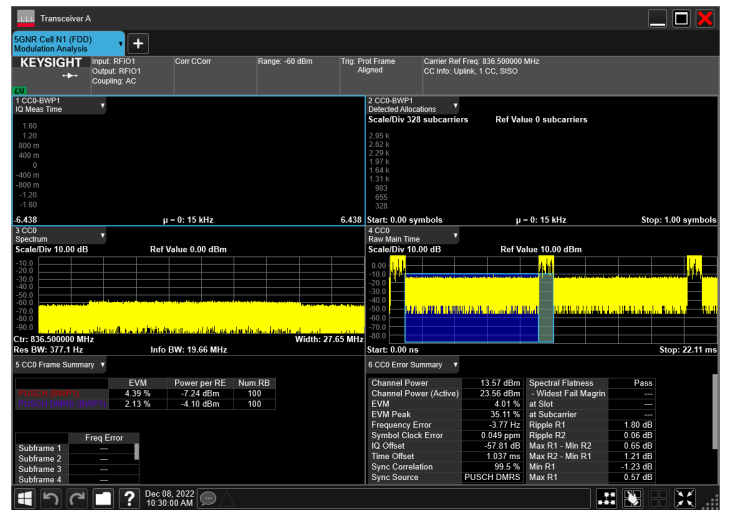 Transceiver A
5GNR Cell N1 (FDD)
Modulation Analysis
KEYSIGHT
LXI
Input: RFIO1
Output: RFIO1
Coupling: AC
Corr CCorr
Range: -60 dBm
Trig: Prot Frame
Aligned
Carrier Ref Freq: 836.500000 MHz
CC Info: Uplink, 1 CC, SISO
1 CC0-BWP1
IQ Meas Time
1.60
1.20
800 m
400 m
0
-400 m
-800 m
-1.20
-1.60
-6.438
μ – 0: 15 kHz
6.438
2 CC0-BWP1
Detected Allocations
Scale/Div 328 subcarriers
Ref Value 0 subcarriers
2.95 k
2.62 k
2.29 k
1.97 k
1.64 k
1.31 k
983
655
328
Start: 0.00 symbols
μ – 0: 15 kHz
Stop: 1.00 symbols
3 CC0
Spectrum
Scale/Div 10.00 dB
Ref Value 0.00 dBm
-10.0
-20.0
-30.0
-40.0
-50.0
-60.0
-70.0
-80.0
-90.0
Ctr: 836.500000 MHz
Width: 27.65 MHz
Res BW: 377.1 Hz
Info BW: 19.66 MHz
4 CC0
Raw Main Time
Scale/Div 10.00 dB
Ref Value 10.00 dBm
0.00
-10.0
-20.0
-30.0
-40.0
-50.0
-60.0
-70.0
-80.0
Start: 0.00 ns
Stop: 22.11 ms
5 CC0 Frame Summary
EVM Power per RE Num.RB
4.39 % -7.24 dBm 100
2.13 % -4.10 dBm 100
Freq Error
Subframe 1 ---
Subframe 2 ---
Subframe 3 ---
Subframe 4 ---
6 CC0 Error Summary
Channel Power 13.57 dBm Spectral Flatness Pass
Channel Power (Active) 23.56 dBm - Widest Fail Magrin ---
EVM 4.01 % at Slot ---
EVM Peak 35.11 % at Subcarrier ---
Frequency Error -3.77 Hz Ripple R1 1.80 dB
Symbol Clock Error 0.049 ppm Ripple R2 0.06 dB
IQ Offset -57.81 dB Max R1 - Min R2 0.65 dB
Time Offset 1.037 ms Max R2 - Min R1 1.21 dB
Sync Correlation 99.5 % Min R1 -1.23 dB
Sync Source PUSCH DMRS Max R1 0.57 dB
Dec 08, 2022
10:30:00 AM